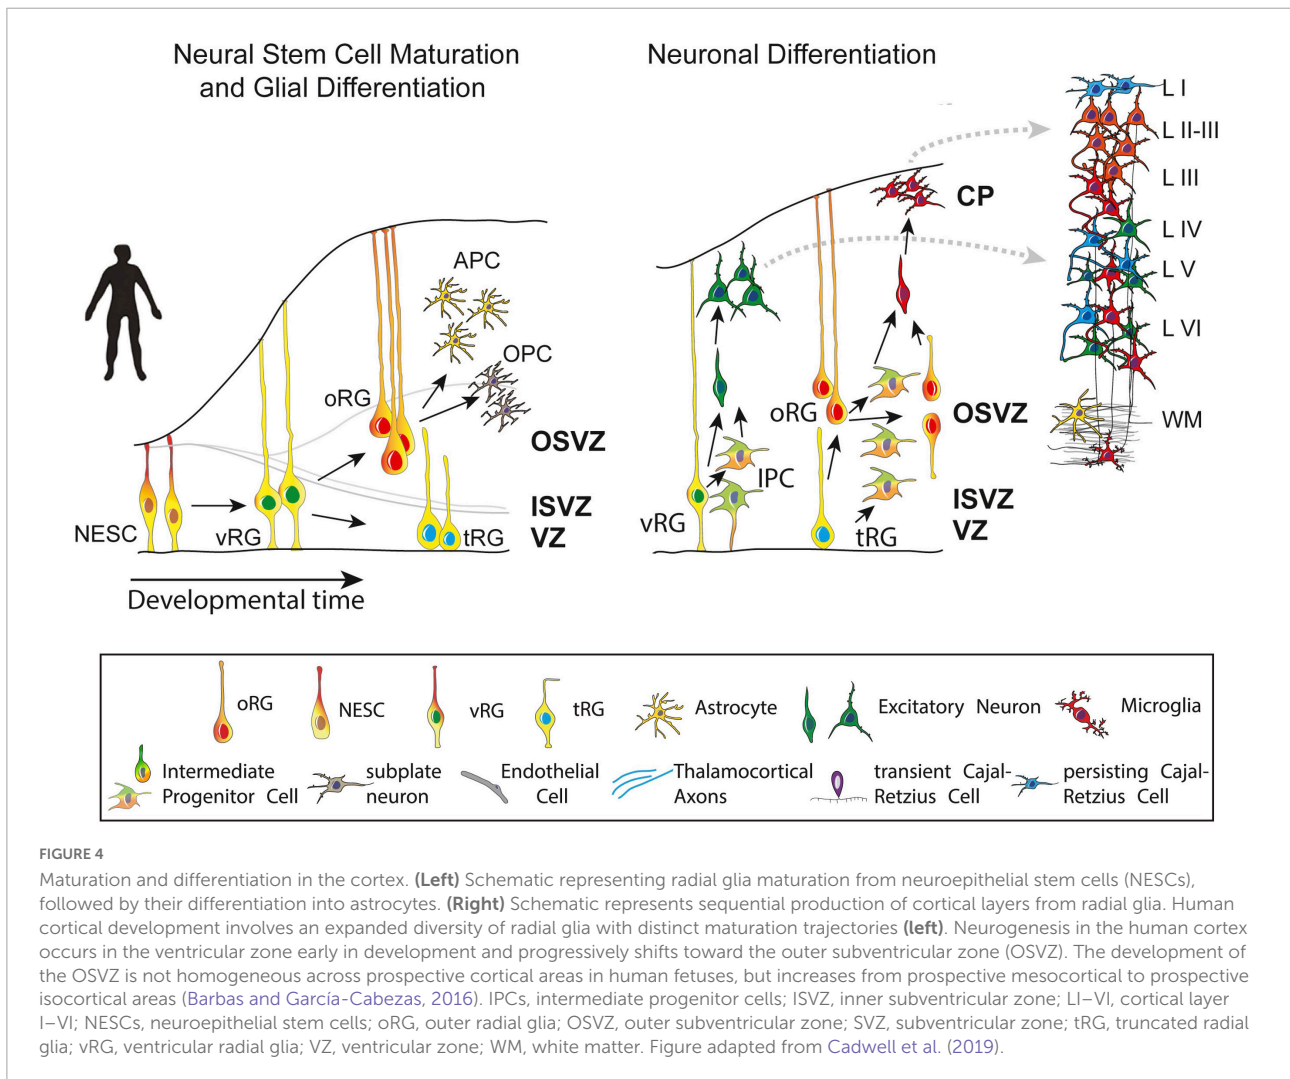 Neural Stem Cell Maturation
and Glial Differentiation
Neuronal Differentiation
L I
L II-III
L III
L IV
L V
L VI
WM
CP
APC
OPC
oRG
OSVZ
ISVZ
VZ
NESC
vRG
tRG
oRG
OSVZ
IPC
ISVZ
VZ
vRG
tRG
Developmental time
oRG
NESC
vRG
tRG
Astrocyte
Excitatory Neuron
Microglia
Intermediate
Progenitor Cell
subplate
neuron
Endothelial
Cell
Thalamocortical
Axons
transient Cajal-
Retzius Cell
persisting Cajal-
Retzius Cell
FIGURE 4
Maturation and differentiation in the cortex. (Left) Schematic representing radial glia maturation from neuroepithelial stem cells (NESCs),
followed by their differentiation into astrocytes. (Right) Schematic represents sequential production of cortical layers from radial glia. Human
cortical development involves an expanded diversity of radial glia with distinct maturation trajectories (left). Neurogenesis in the human cortex
occurs in the ventricular zone early in development and progressively shifts toward the outer subventricular zone (OSVZ). The development of
the OSVZ is not homogeneous across prospective cortical areas in human fetuses, but increases from prospective mesocortical to prospective
isocortical areas (Barbas and García-Cabezas, 2016). IPCs, intermediate progenitor cells; ISVZ, inner subventricular zone; LI–VI, cortical layer
I–VI; NESCs, neuroepithelial stem cells; oRG, outer radial glia; OSVZ, outer subventricular zone; SVZ, subventricular zone; tRG, truncated radial
glia; vRG, ventricular radial glia; VZ, ventricular zone; WM, white matter. Figure adapted from Cadwell et al. (2019).